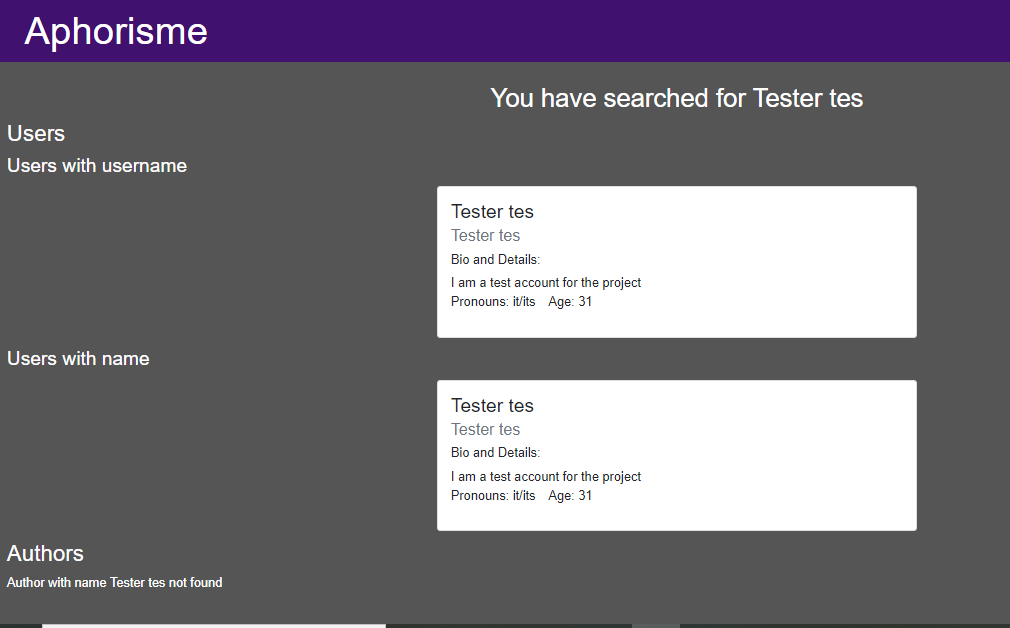 Aphorisme
You have searched for Tester tes
Users
Users with username
Tester tes
Tester tes
Bio and Details:
I am a test account for the project
Pronouns: it/its Age: 31
Users with name
Tester tes
Tester tes
Bio and Details:
I am a test account for the project
Pronouns: it/its Age: 31
Authors
Author with name Tester tes not found